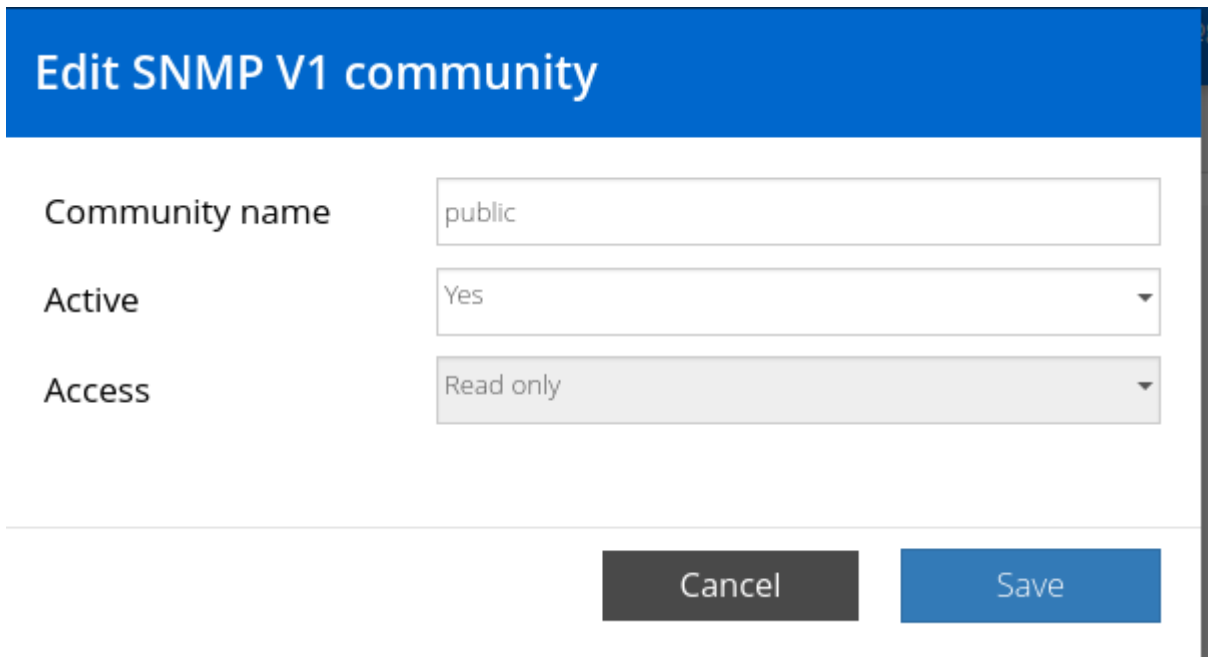 Edit SNMP V1 community
Community name public
Active Yes
Access Read only
Cancel Save